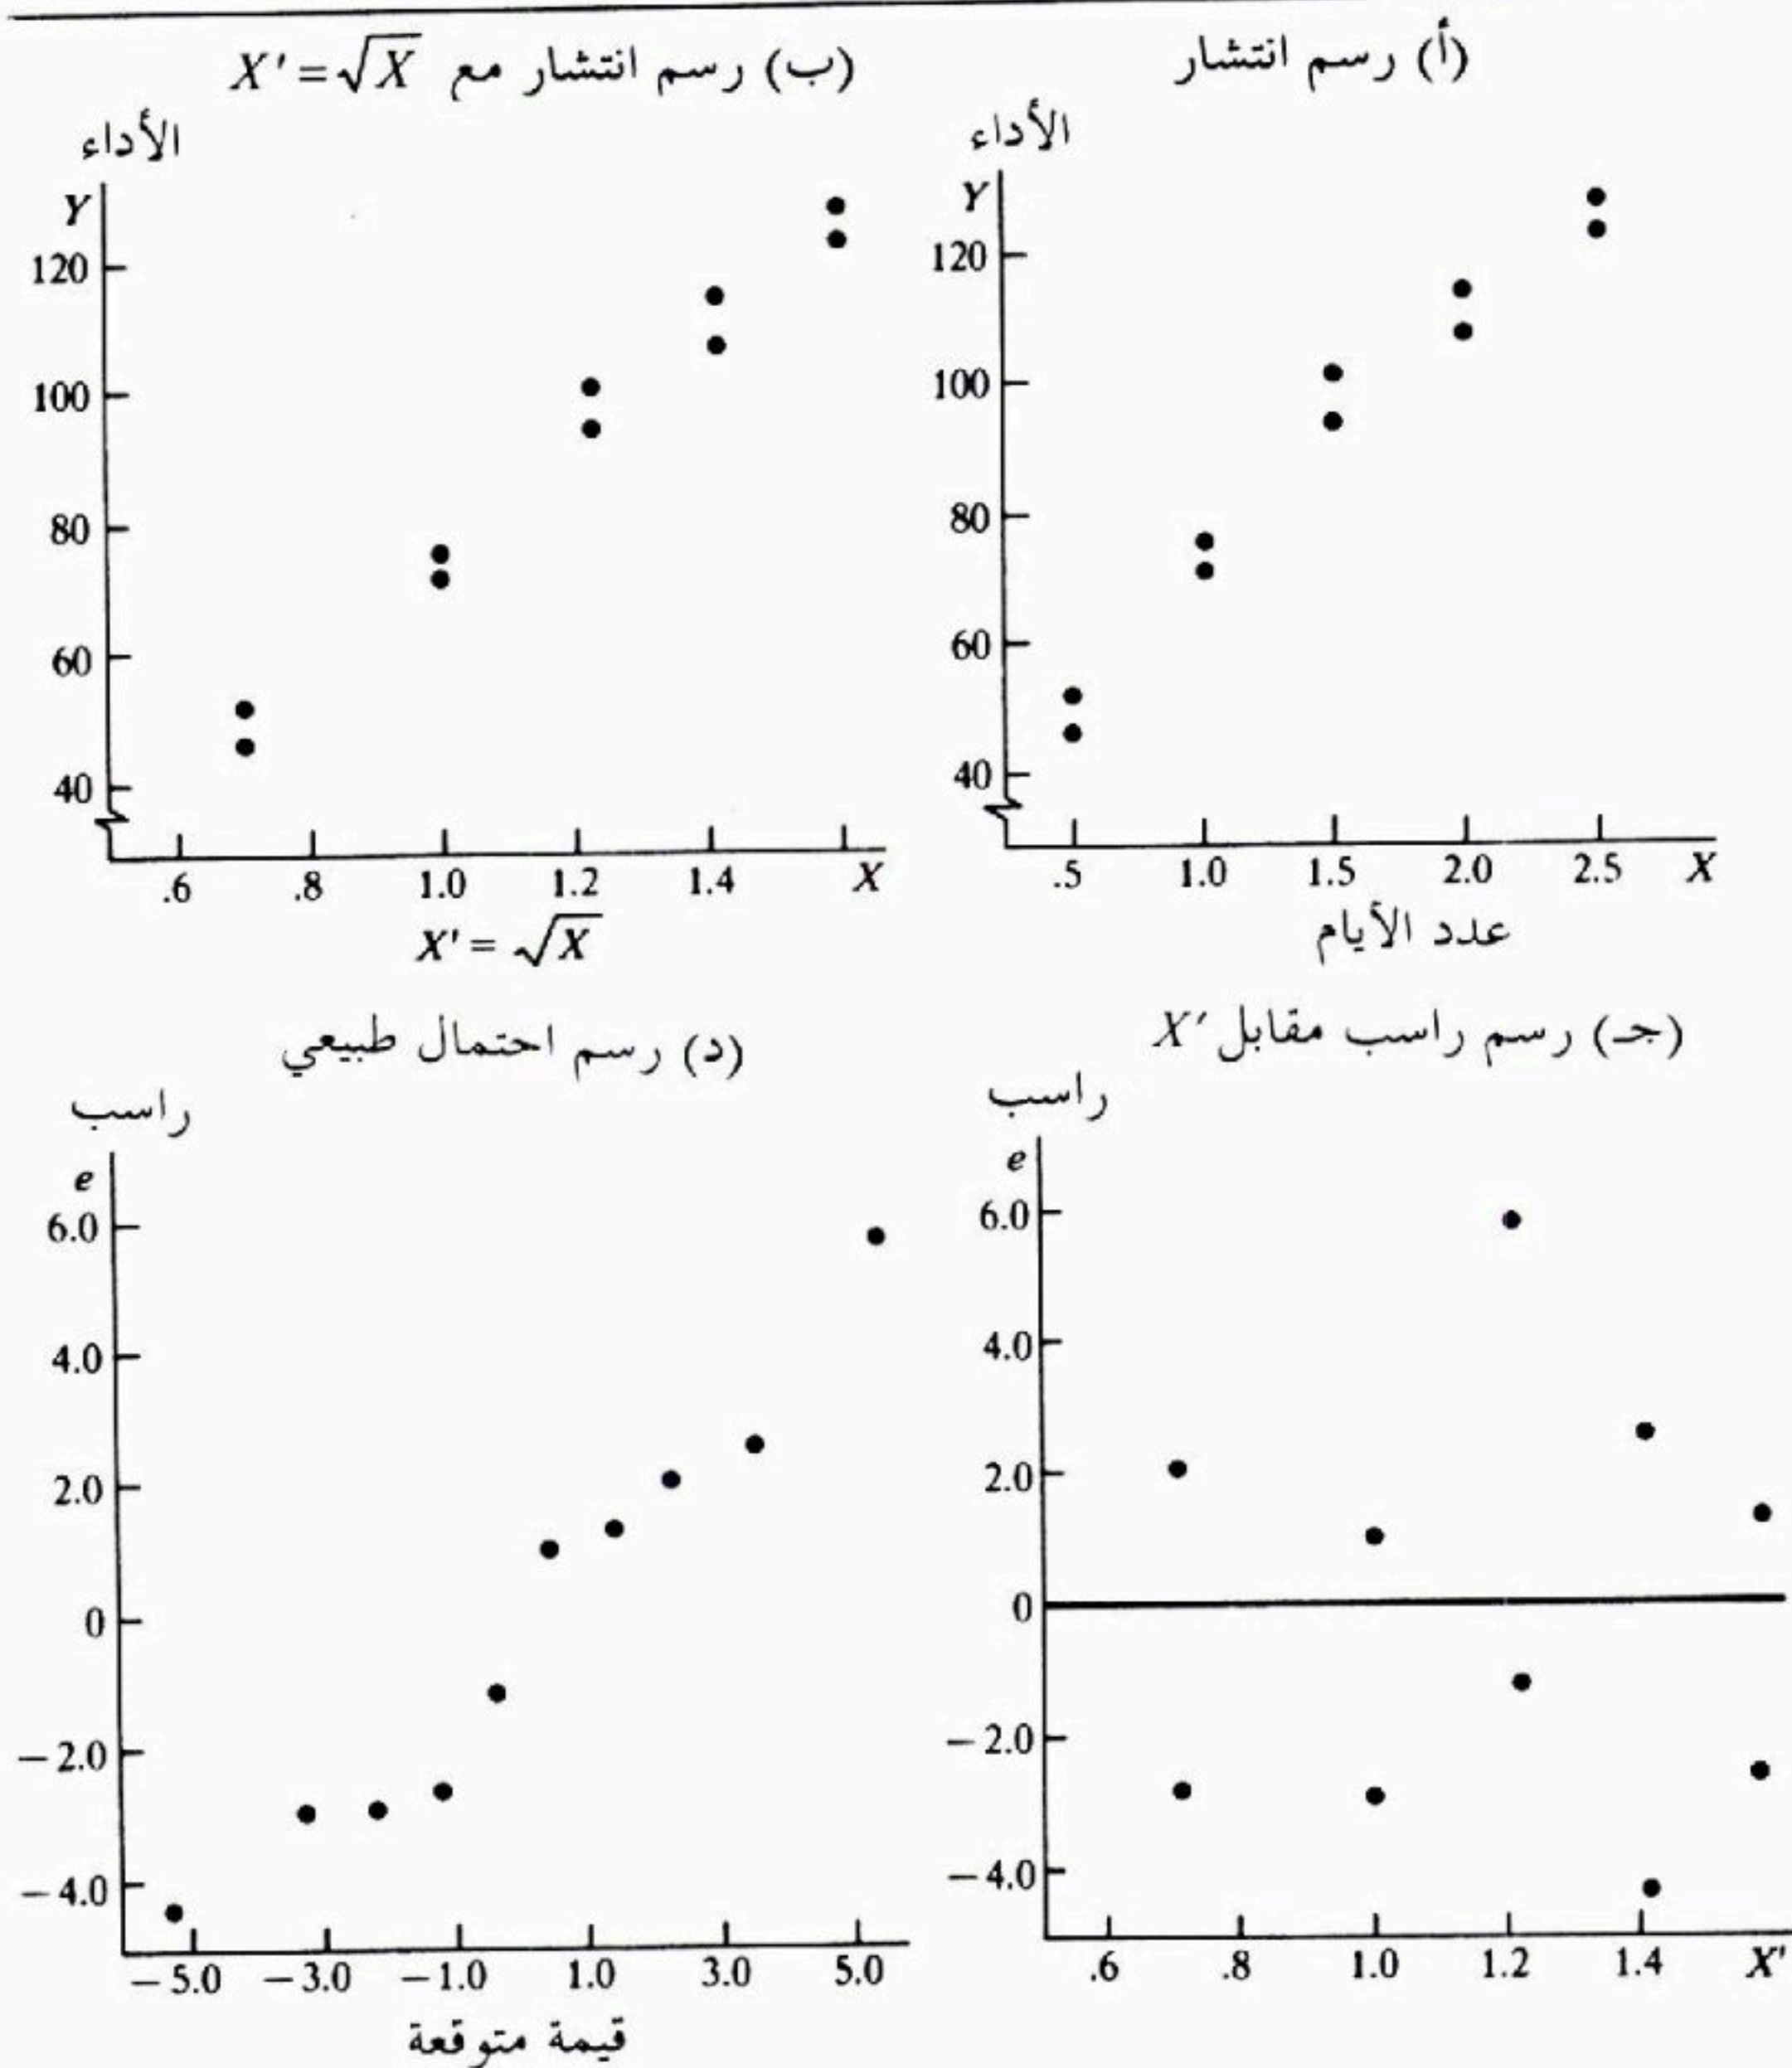 (أ) رسم انتشار
الأداء
Y
120
100
80
60
40
.5 1.0 1.5 2.0 2.5 X
عدد الأيام
(ب) رسم انتشار مع X' = √X
الأداء
Y
120
100
80
60
40
.6 .8 1.0 1.2 1.4 X
X' = √X
(جـ) رسم راسب مقابل X'
راسب
e
6.0
4.0
2.0
0
−2.0
−4.0
.6 .8 1.0 1.2 1.4 X'
(د) رسم احتمال طبيعي
راسب
e
6.0
4.0
2.0
0
−2.0
−4.0
−5.0 −3.0 −1.0 1.0 3.0 5.0
قيمة متوقعة